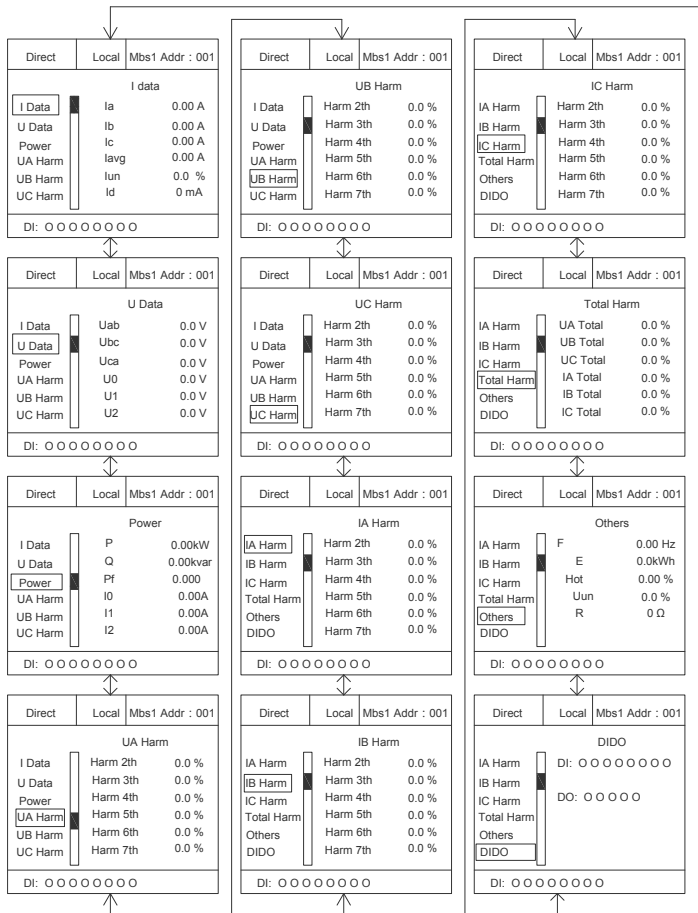 Direct Local Mbs1 Addr : 001
I data
I Data Ia 0.00 A
U Data Ib 0.00 A
Power Ic 0.00 A
UA Harm Iavg 0.00 A
UB Harm Iun 0.0 %
UC Harm Id 0 mA
DI: O O O O O O O O
Direct Local Mbs1 Addr : 001
U Data
I Data Uab 0.0 V
U Data Ubc 0.0 V
Power Uca 0.0 V
UA Harm U0 0.0 V
UB Harm U1 0.0 V
UC Harm U2 0.0 V
DI: O O O O O O O O
Direct Local Mbs1 Addr : 001
Power
I Data P 0.00kW
U Data Q 0.00kvar
Power Pf 0.000
UA Harm I0 0.00A
UB Harm I1 0.00A
UC Harm I2 0.00A
DI: O O O O O O O O
Direct Local Mbs1 Addr : 001
UA Harm
I Data Harm 2th 0.0 %
U Data Harm 3th 0.0 %
Power Harm 4th 0.0 %
UA Harm Harm 5th 0.0 %
UB Harm Harm 6th 0.0 %
UC Harm Harm 7th 0.0 %
DI: O O O O O O O O
Direct Local Mbs1 Addr : 001
UB Harm
I Data Harm 2th 0.0 %
U Data Harm 3th 0.0 %
Power Harm 4th 0.0 %
UA Harm Harm 5th 0.0 %
UB Harm Harm 6th 0.0 %
UC Harm Harm 7th 0.0 %
DI: O O O O O O O O
Direct Local Mbs1 Addr : 001
UC Harm
I Data Harm 2th 0.0 %
U Data Harm 3th 0.0 %
Power Harm 4th 0.0 %
UA Harm Harm 5th 0.0 %
UB Harm Harm 6th 0.0 %
UC Harm Harm 7th 0.0 %
DI: O O O O O O O O
Direct Local Mbs1 Addr : 001
IA Harm
IA Harm Harm 2th 0.0 %
IB Harm Harm 3th 0.0 %
IC Harm Harm 4th 0.0 %
Total Harm Harm 5th 0.0 %
Others Harm 6th 0.0 %
DIDO Harm 7th 0.0 %
DI: O O O O O O O O
Direct Local Mbs1 Addr : 001
IB Harm
IA Harm Harm 2th 0.0 %
IB Harm Harm 3th 0.0 %
IC Harm Harm 4th 0.0 %
Total Harm Harm 5th 0.0 %
Others Harm 6th 0.0 %
DIDO Harm 7th 0.0 %
DI: O O O O O O O O
Direct Local Mbs1 Addr : 001
IC Harm
IA Harm Harm 2th 0.0 %
IB Harm Harm 3th 0.0 %
IC Harm Harm 4th 0.0 %
Total Harm Harm 5th 0.0 %
Others Harm 6th 0.0 %
DIDO Harm 7th 0.0 %
DI: O O O O O O O O
Direct Local Mbs1 Addr : 001
Total Harm
IA Harm UA Total 0.0 %
IB Harm UB Total 0.0 %
IC Harm UC Total 0.0 %
Total Harm IA Total 0.0 %
Others IB Total 0.0 %
DIDO IC Total 0.0 %
DI: O O O O O O O O
Direct Local Mbs1 Addr : 001
Others
IA Harm F 0.00 Hz
IB Harm E 0.0kWh
IC Harm Hot 0.00 %
Total Harm Uun 0.0 %
Others R 0 Ω
DIDO
DI: O O O O O O O O
Direct Local Mbs1 Addr : 001
DIDO
IA Harm DI: O O O O O O O O
IB Harm
IC Harm DO: O O O O O
Total Harm
Others
DIDO
DI: O O O O O O O O